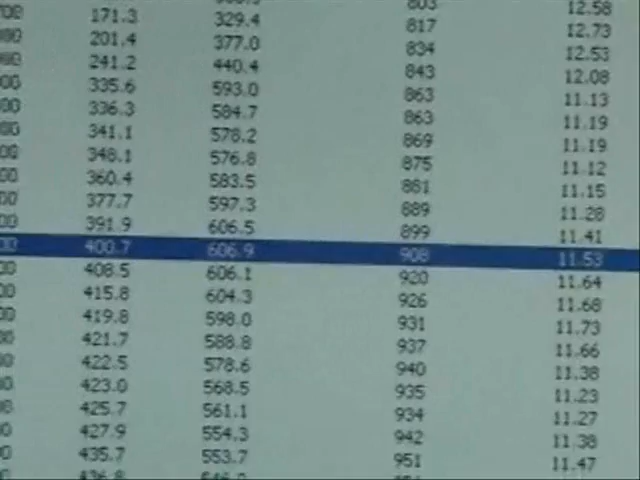 803 12.58
171.3 329.4 817 12.73
201.4 377.0 834 12.53
241.2 440.4 843 12.08
335.6 593.0 863 11.13
336.3 584.7 863 11.19
341.1 578.2 869 11.19
348.1 576.8 875 11.12
360.4 583.5 881 11.15
377.7 597.3 889 11.28
391.9 606.5 899 11.41
400.7 606.9 908 11.53
408.5 606.1 920 11.64
415.8 604.3 926 11.68
419.8 598.0 931 11.73
421.7 588.8 937 11.66
422.5 578.6 940 11.38
423.0 568.5 935 11.23
425.7 561.1 934 11.27
427.9 554.3 942 11.38
435.7 553.7 951 11.47
436.8